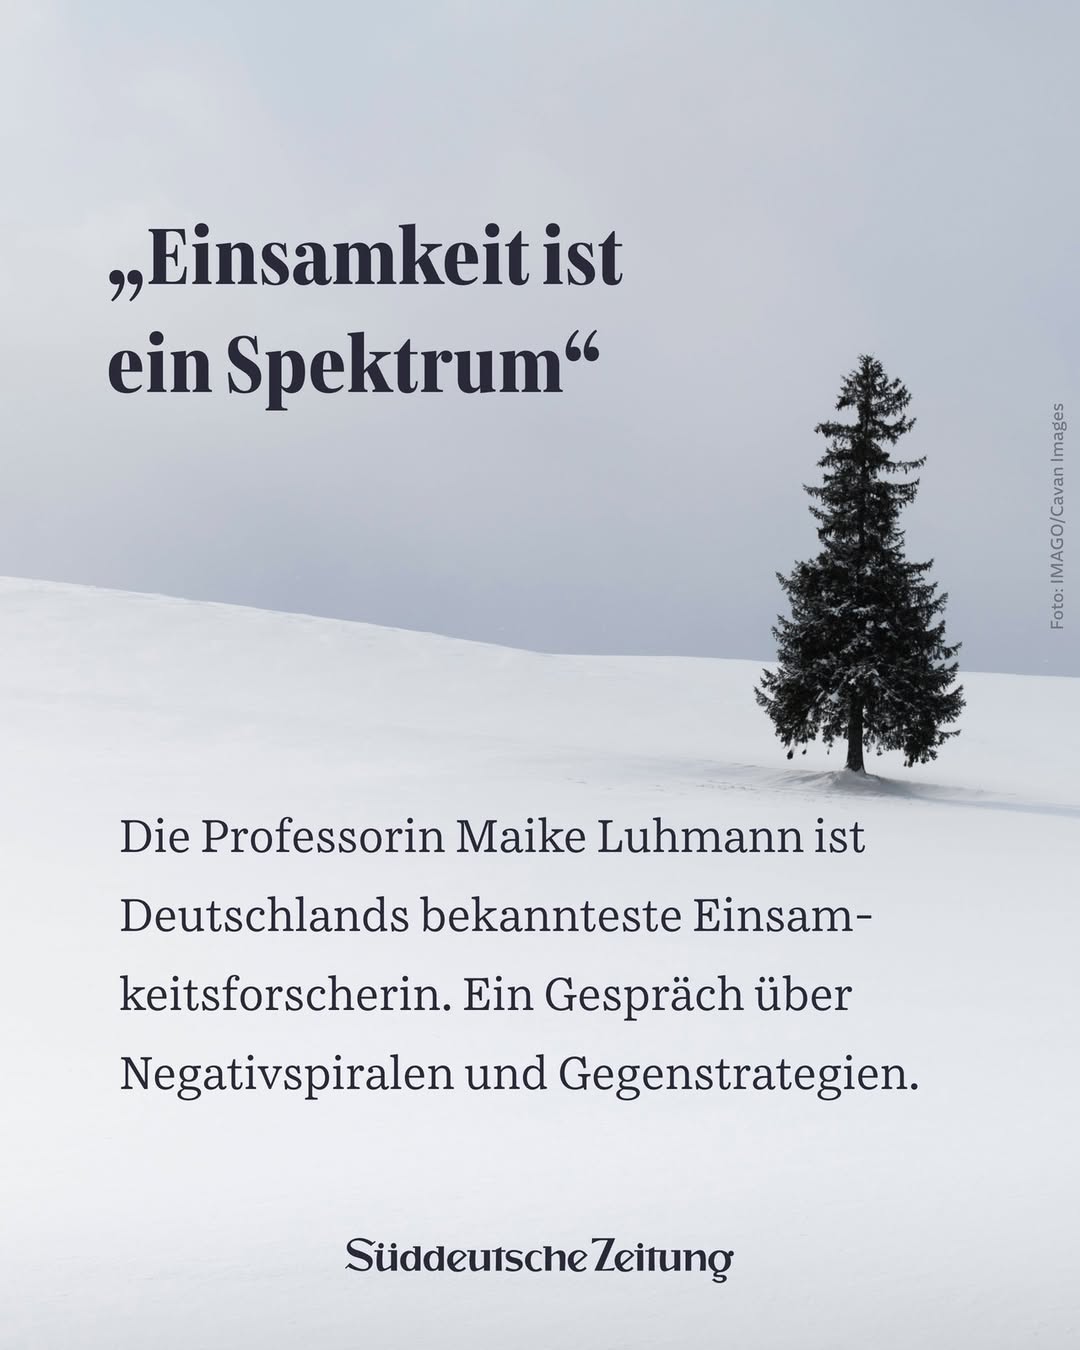 „Einsamkeit ist
ein Spektrum“
Foto: IMAGO/Cavan Images
Die Professorin Maike Luhmann ist
Deutschlands bekannteste Einsam-
keitsforscherin. Ein Gespräch über
Negativspiralen und Gegenstrategien.
Süddeutsche Zeitung